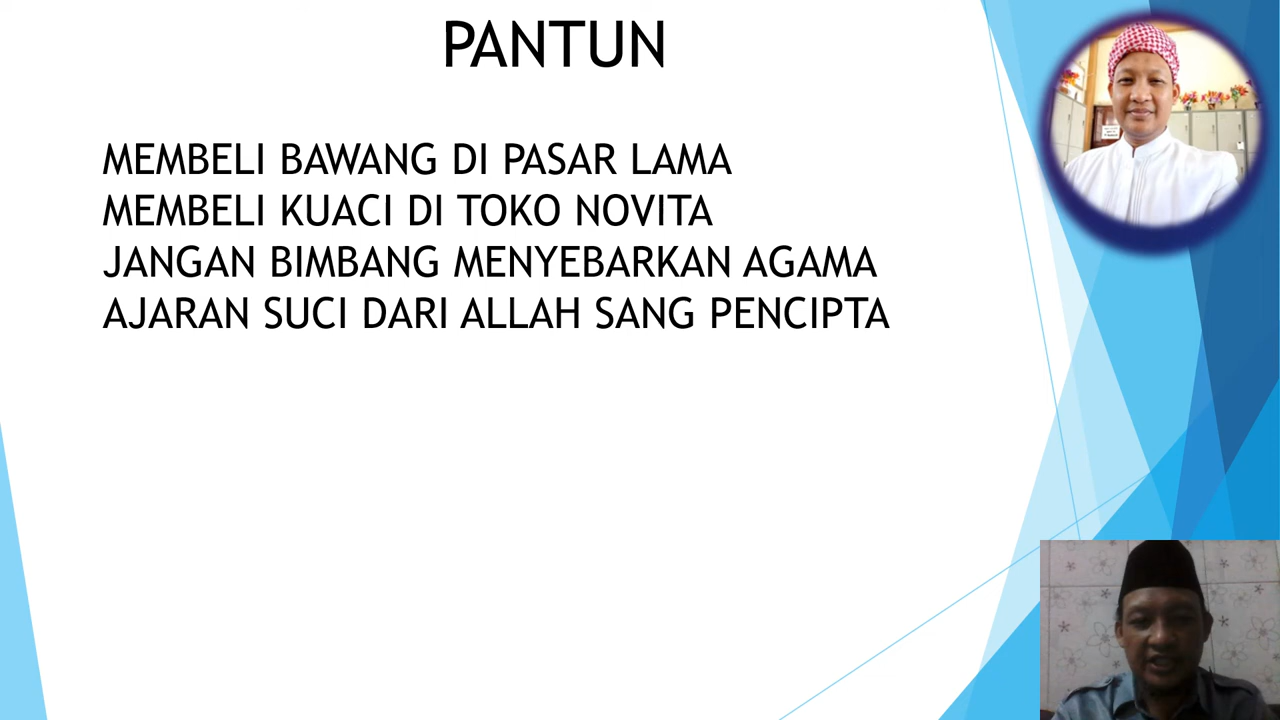 PANTUN
MEMBELI BAWANG DI PASAR LAMA
MEMBELI KUACI DI TOKO NOVITA
JANGAN BIMBANG MENYEBARKAN AGAMA
AJARAN SUCI DARI ALLAH SANG PENCIPTA